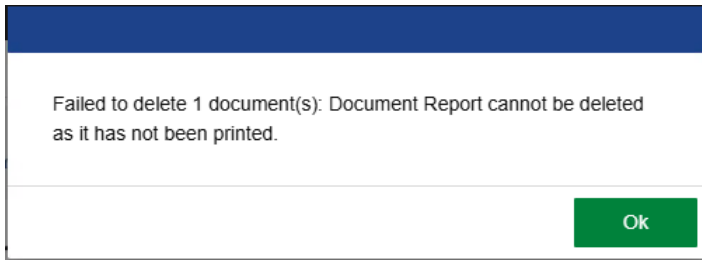 Failed to delete 1 document(s): Document Report cannot be deleted
as it has not been printed.
Ok